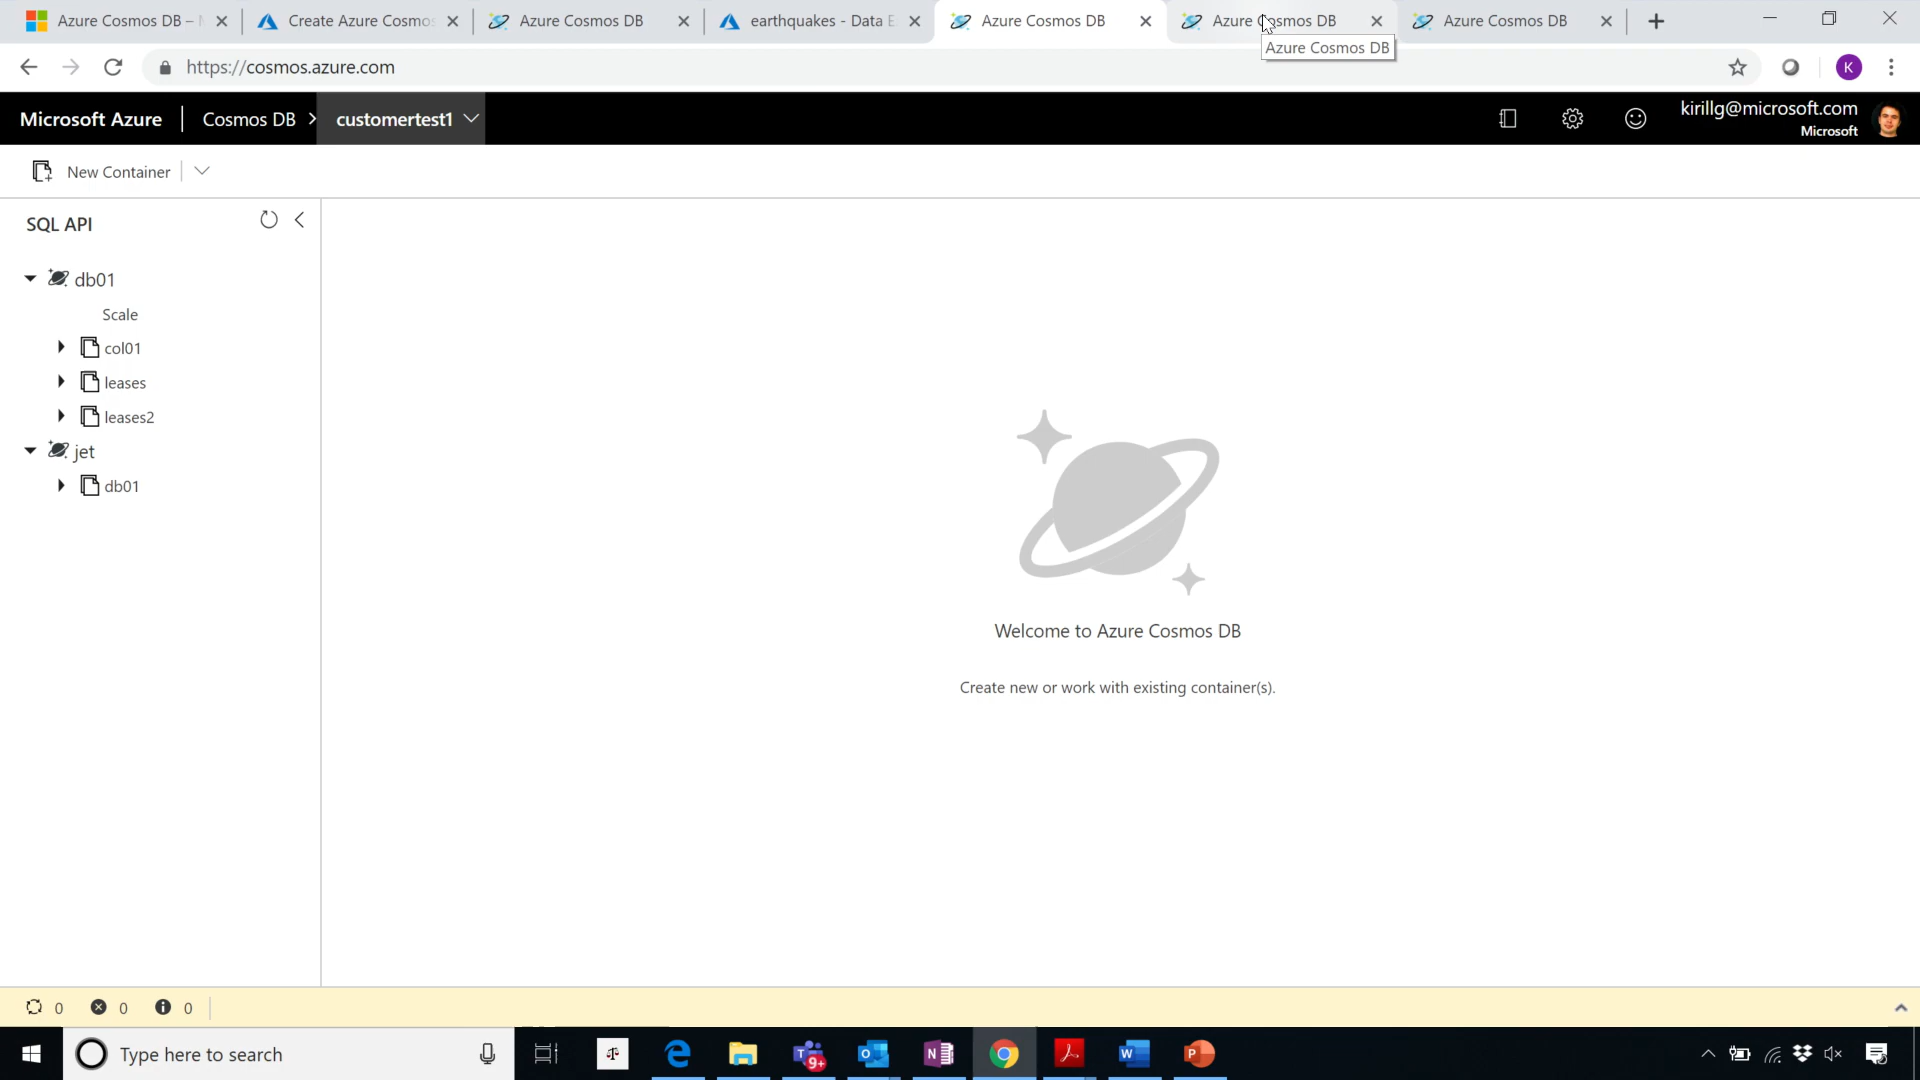 Azure Cosmos DB –
Create Azure Cosmos
Azure Cosmos DB
earthquakes - Data E
Azure Cosmos DB
Azure Cosmos DB
Azure Cosmos DB
Azure Cosmos DB
https://cosmos.azure.com
K
Microsoft Azure
Cosmos DB
customertest1
kirillg@microsoft.com
Microsoft
New Container
SQL API
db01
Scale
col01
leases
leases2
jet
db01
Welcome to Azure Cosmos DB
Create new or work with existing container(s).
0
0
0
Type here to search
9+